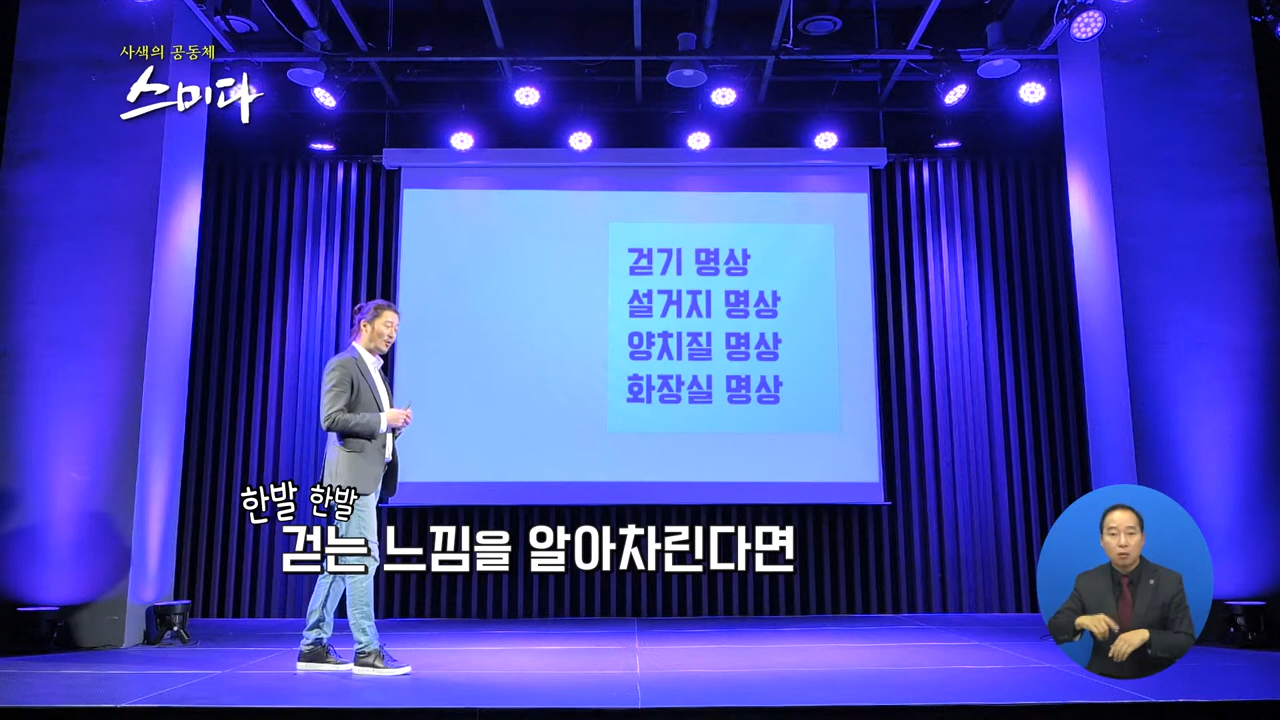 사색의 공동체
스미다
걷기 명상
설거지 명상
양치질 명상
화장실 명상
한발 한발
걷는 느낌을 알아차린다면